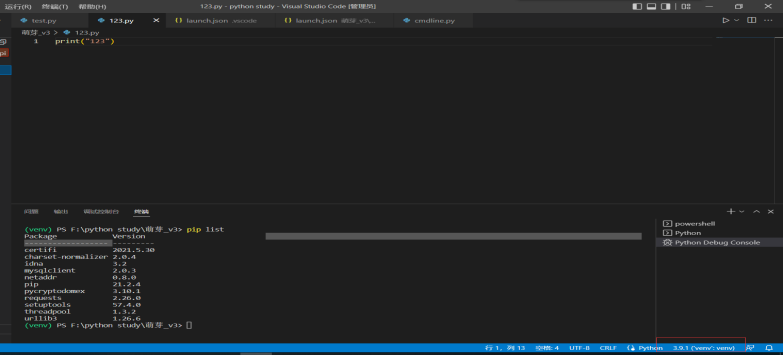 运行(R) 终端(T) 帮助(H) 123.py - python study - Visual Studio Code [管理员]
test.py 123.py launch.json .vscode launch.json 萌芽_v3\... cmdline.py
萌芽_v3 > 123.py
1 print("123")
问题 输出 调试控制台 终端
(venv) PS F:\python study\萌芽_v3> pip list
Package Version
------------------ ---------
certifi 2021.5.30
charset-normalizer 2.0.4
idna 3.2
mysqlclient 2.0.3
netaddr 0.8.0
pip 21.2.4
pycryptodomex 3.10.1
requests 2.26.0
setuptools 57.4.0
threadpool 1.3.2
urllib3 1.26.6
(venv) PS F:\python study\萌芽_v3>
powershell
Python
Python Debug Console
行 1, 列 13 空格: 4 UTF-8 CRLF Python 3.9.1 ('venv': venv)